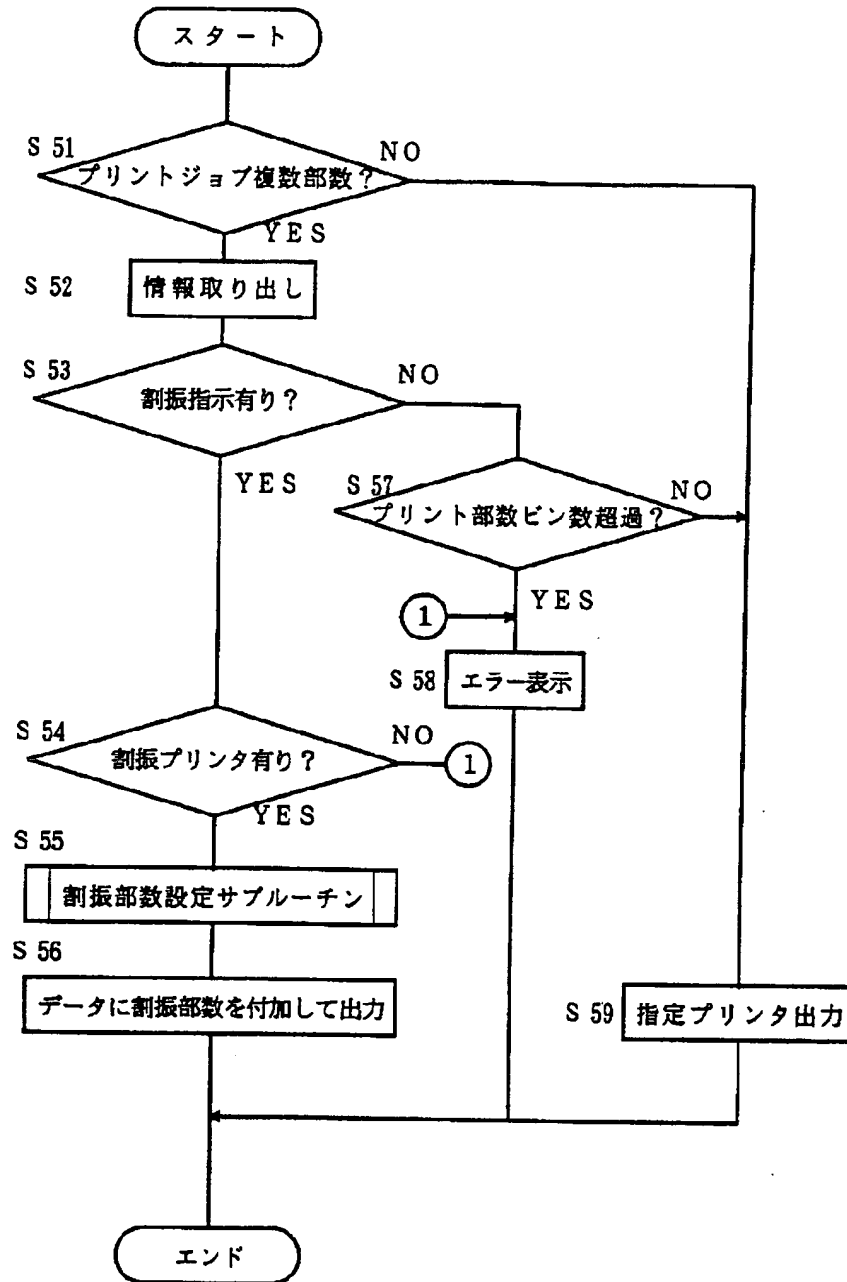 スタート
S 51
プリントジョブ複数部数？
NO
YES
S 52
情報取り出し
S 53
割振指示有り？
NO
YES
S 57
プリント部数ビン数超過？
NO
YES
1
S 58
エラー表示
S 54
割振プリンタ有り？
NO
1
YES
S 55
割振部数設定サブルーチン
S 56
データに割振部数を付加して出力
S 59
指定プリンタ出力
エンド